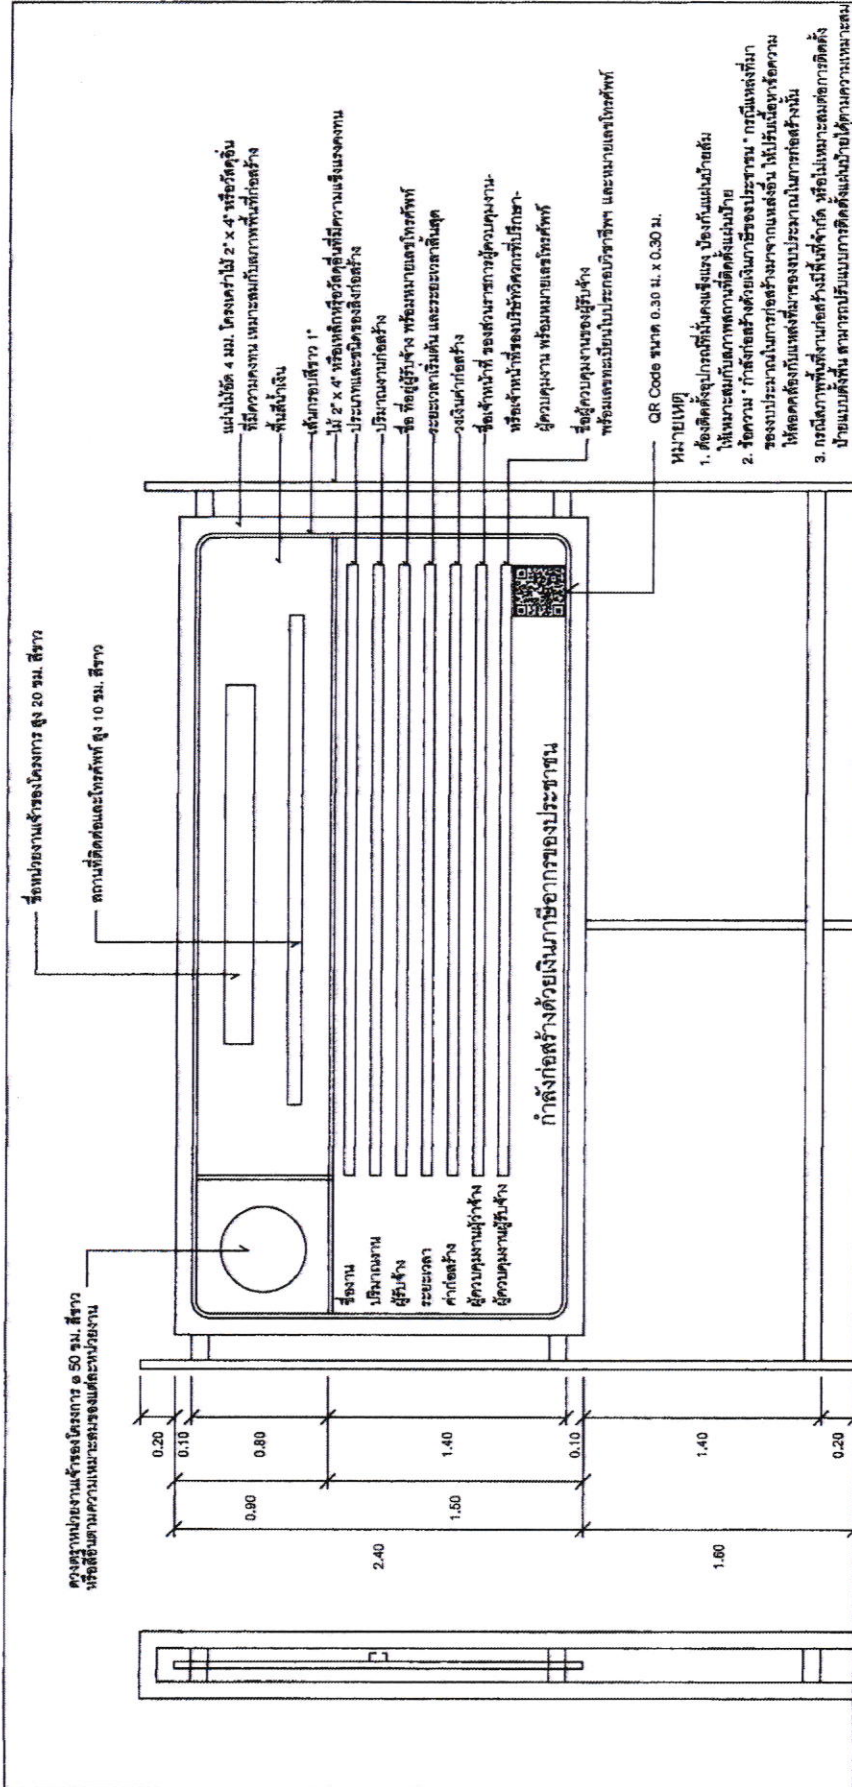 ดวงตราหน่วยงานเจ้าของโครงการ ø 50 ซม. สีขาว
หรือสีอื่นตามความเหมาะสมของแต่ละหน่วยงาน
ชื่อหน่วยงานเจ้าของโครงการ สูง 20 ซม. สีขาว
สถานที่ติดต่อและโทรศัพท์ สูง 10 ซม. สีขาว
แผ่นไม้อัด 4 มม. โครงคร่าวไม้ 2" x 4" หรือวัสดุอื่น
ที่มีความคงทน เหมาะสมกับสภาพพื้นที่ก่อสร้าง
พื้นสีน้ำเงิน
เส้นกรอบสีขาว 1"
ไม้ 2" x 4" หรือเหล็กหรือวัสดุอื่นที่มีความแข็งแรงคงทน
ประเภทและชนิดของสิ่งก่อสร้าง
ปริมาณงานก่อสร้าง
ชื่อ ที่อยู่ผู้รับจ้าง พร้อมหมายเลขโทรศัพท์
ระยะเวลาเริ่มต้น และระยะเวลาสิ้นสุด
วงเงินค่าก่อสร้าง
ชื่อเจ้าหน้าที่ ของส่วนราชการผู้ควบคุมงาน-
หรือเจ้าหน้าที่ของบริษัทวิศวกรที่ปรึกษา-
ผู้ควบคุมงาน พร้อมหมายเลขโทรศัพท์
ชื่อผู้ควบคุมงานของผู้รับจ้าง
พร้อมเลขทะเบียนใบประกอบวิชาชีพฯ และหมายเลขโทรศัพท์
QR Code ขนาด 0.30 ม. x 0.30 ม.
ชื่องาน
ปริมาณงาน
ผู้รับจ้าง
ระยะเวลา
ค่าก่อสร้าง
ผู้ควบคุมงานผู้ว่าจ้าง
ผู้ควบคุมงานผู้รับจ้าง
กำลังก่อสร้างด้วยเงินภาษีอากรของประชาชน
0.20
0.10
0.80
1.40
0.10
1.40
0.20
0.90
1.50
2.40
1.60
หมายเหตุ
1. ต้องติดตั้งอุปกรณ์ที่มั่นคงแข็งแรง ป้องกันแผ่นป้ายล้ม
ให้เหมาะสมกับสภาพสถานที่ติดตั้งแผ่นป้าย
2. ข้อความ " กำลังก่อสร้างด้วยเงินภาษีของประชาชน " กรณีแหล่งที่มา
ของงบประมาณในการก่อสร้างมาจากแหล่งอื่น ให้ปรับเนื้อหาข้อความ
ให้สอดคล้องกับแหล่งที่มาของงบประมาณในการก่อสร้างนั้น
3. กรณีสภาพพื้นที่งานก่อสร้างมีพื้นที่จำกัด หรือไม่เหมาะสมต่อการติดตั้ง
ป้ายแบบตั้งพื้น สามารถปรับแบบการติดตั้งแผ่นป้ายได้ตามความเหมาะสม